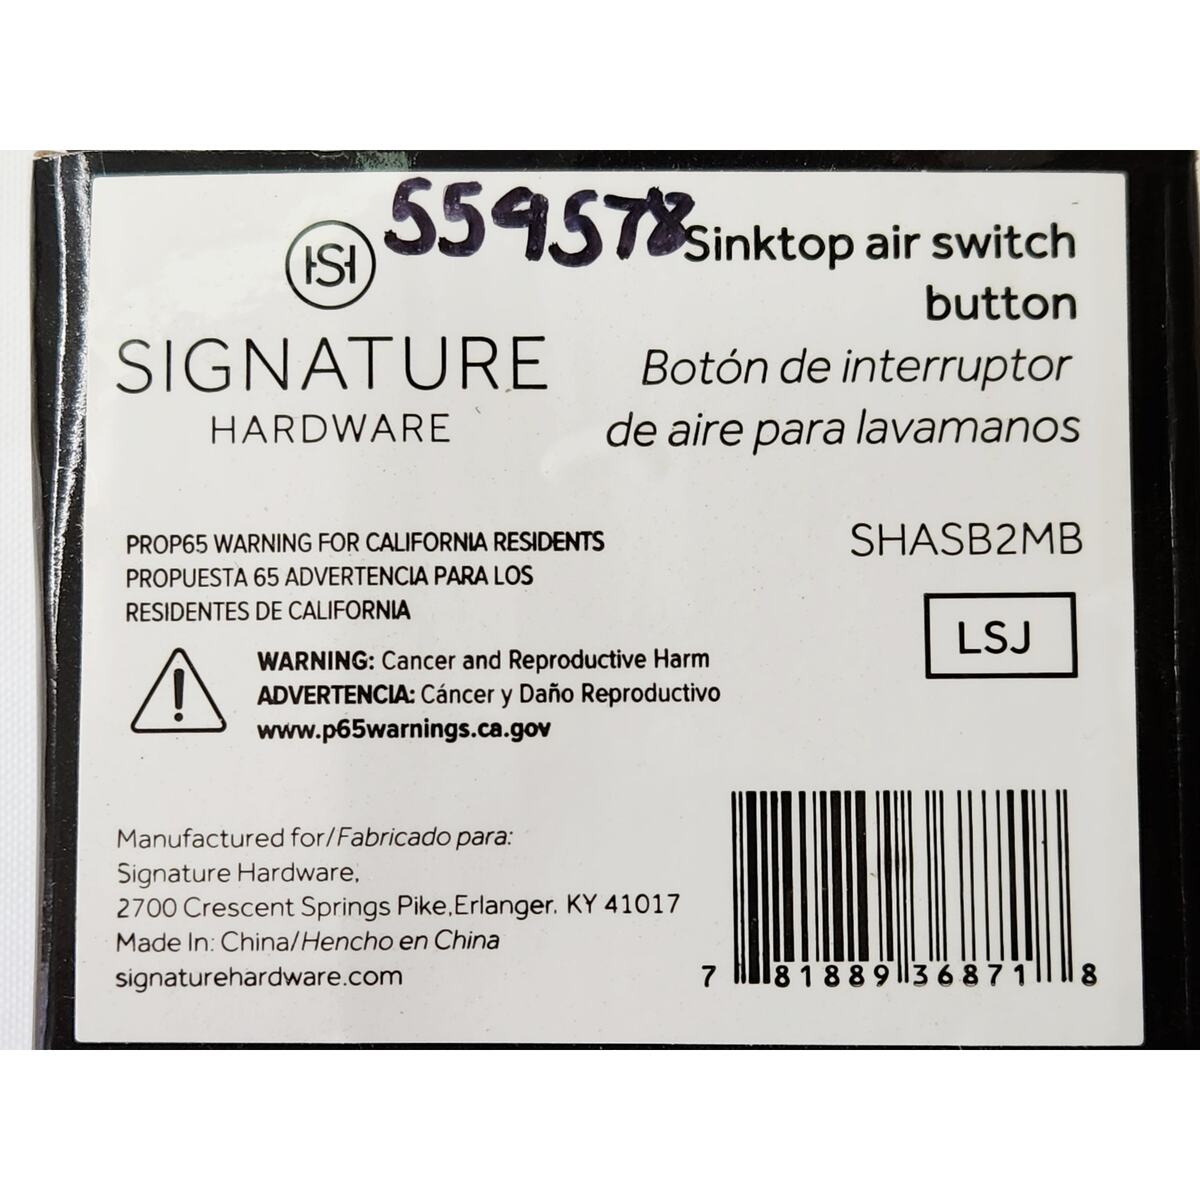 559578
HSH
SIGNATURE
HARDWARE
Sinktop air switch
button
Botón de interruptor
de aire para lavamanos
SHASB2MB
LSJ
PROP65 WARNING FOR CALIFORNIA RESIDENTS
PROPUESTA 65 ADVERTENCIA PARA LOS
RESIDENTES DE CALIFORNIA
WARNING: Cancer and Reproductive Harm
ADVERTENCIA: Cáncer y Daño Reproductivo
www.p65warnings.ca.gov
Manufactured for/Fabricado para:
Signature Hardware,
2700 Crescent Springs Pike,Erlanger, KY 41017
Made In: China/Hencho en China
signaturehardware.com
7 81889 36871 8